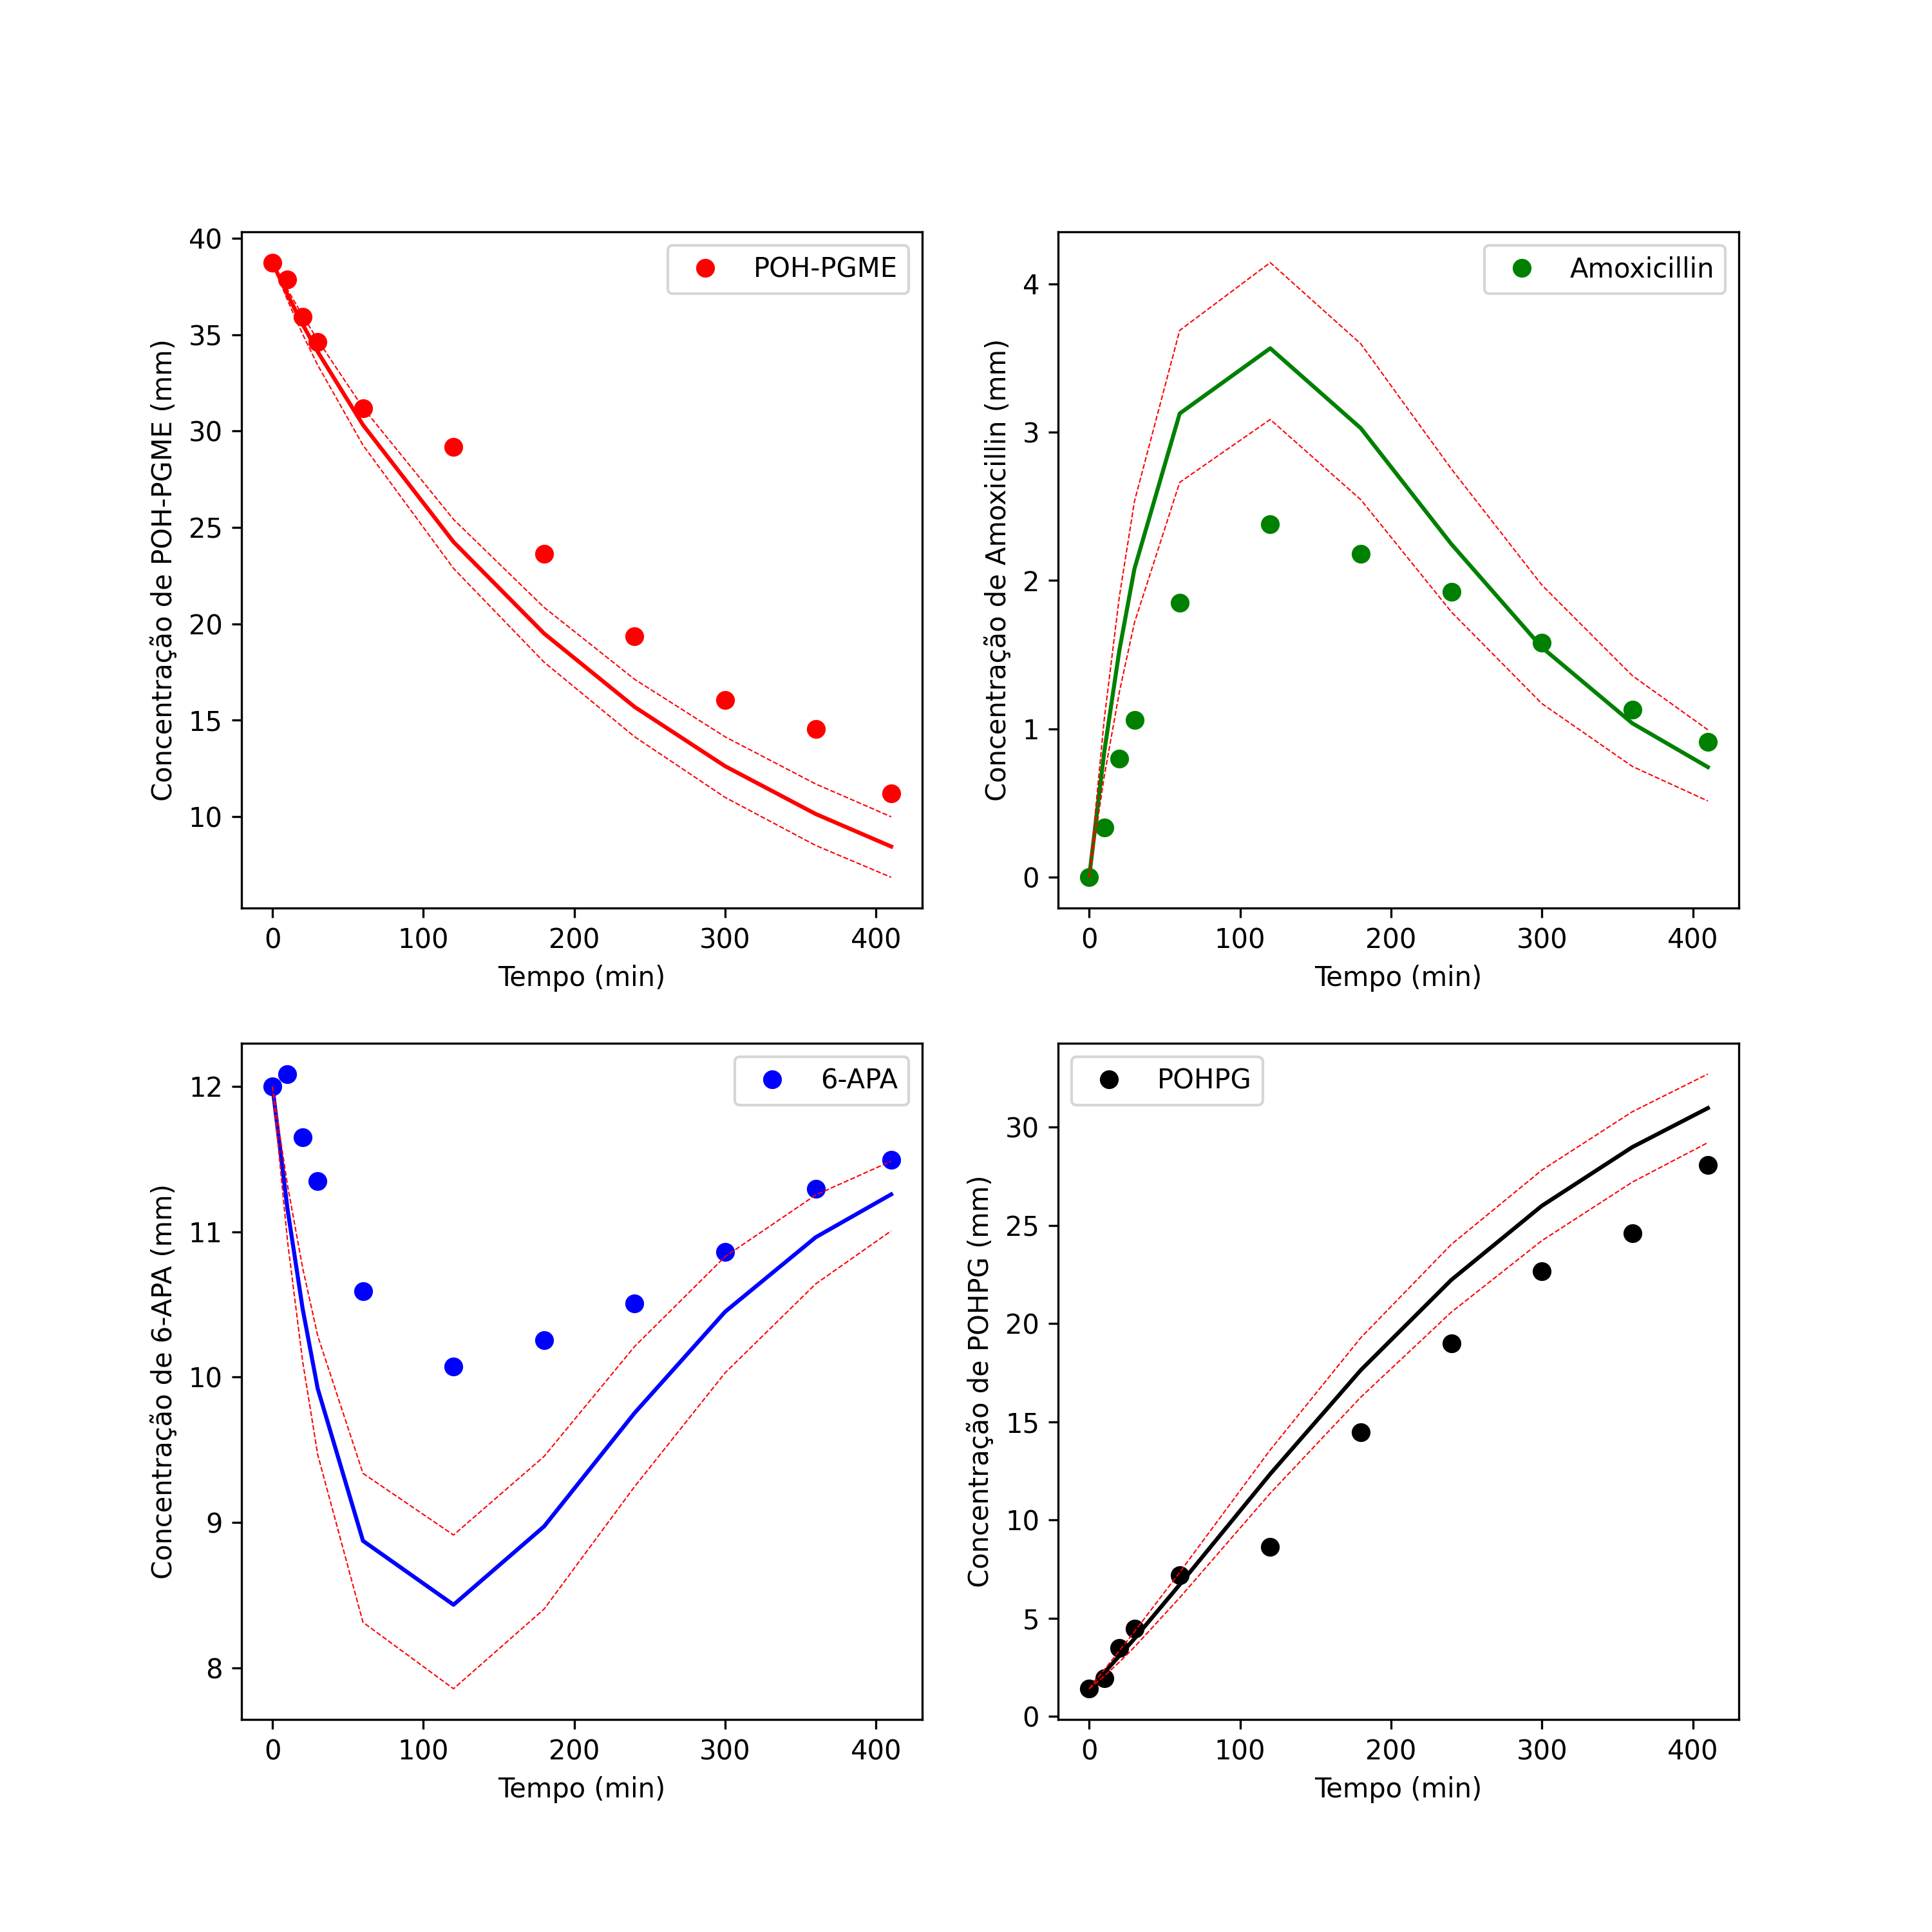 POH-PGME
40
35
30
25
20
15
10
Concentração de POH-PGME (mm)
0 100 200 300 400
Tempo (min)
Amoxicillin
4
3
2
1
0
Concentração de Amoxicillin (mm)
0 100 200 300 400
Tempo (min)
6-APA
12
11
10
9
8
Concentração de 6-APA (mm)
0 100 200 300 400
Tempo (min)
POHPG
30
25
20
15
10
5
0
Concentração de POHPG (mm)
0 100 200 300 400
Tempo (min)